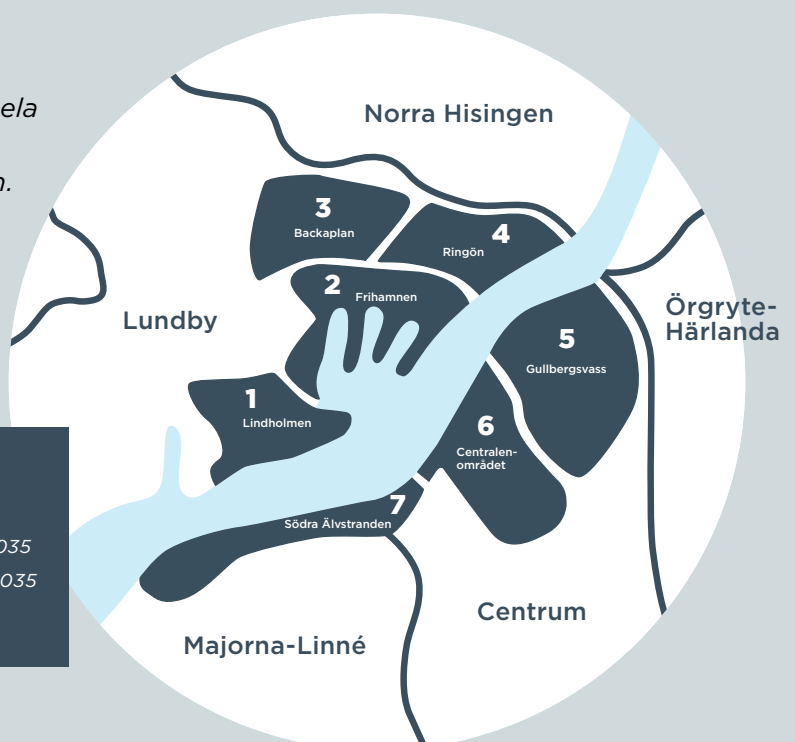 Norra Hisingen
3
Backaplan
4
Ringön
2
Frihamnen
Lundby
Örgryte-
Härlanda
5
Gullbergsvass
1
Lindholmen
6
Centralen-
området
7
Södra Älvstranden
Centrum
Majorna-Linné